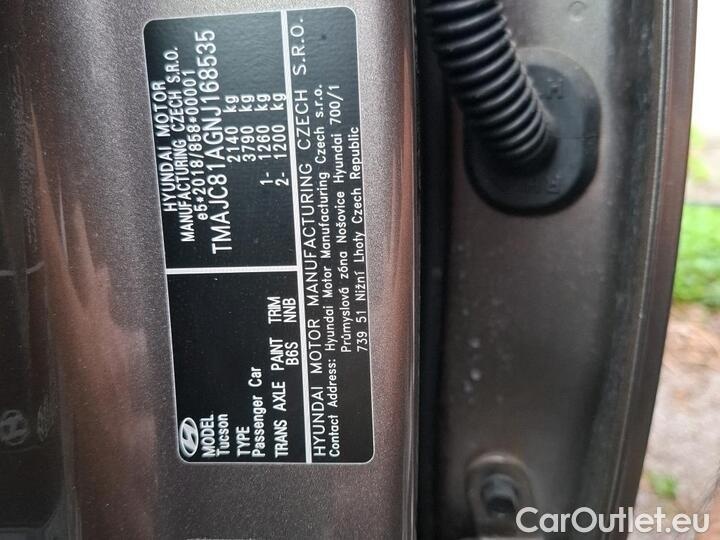 HYUNDAI MOTOR
MANUFACTURING CZECH S.R.O.
e5*2018/858*00001
TMAJC81AGNJ168535
2140 kg
3790 kg
1- 1260 kg
2- 1200 kg
MODEL
Tucson
TYPE
Passenger Car
TRANS AXLE PAINT TRIM
B6S NNB
HYUNDAI MOTOR MANUFACTURING CZECH S.R.O.
Contact Address: Hyundai Motor Manufacturing Czech s.r.o.
Průmyslová zóna Nošovice Hyundai 700/1
739 51 Nižní Lhoty Czech Republic
CarOutlet.eu